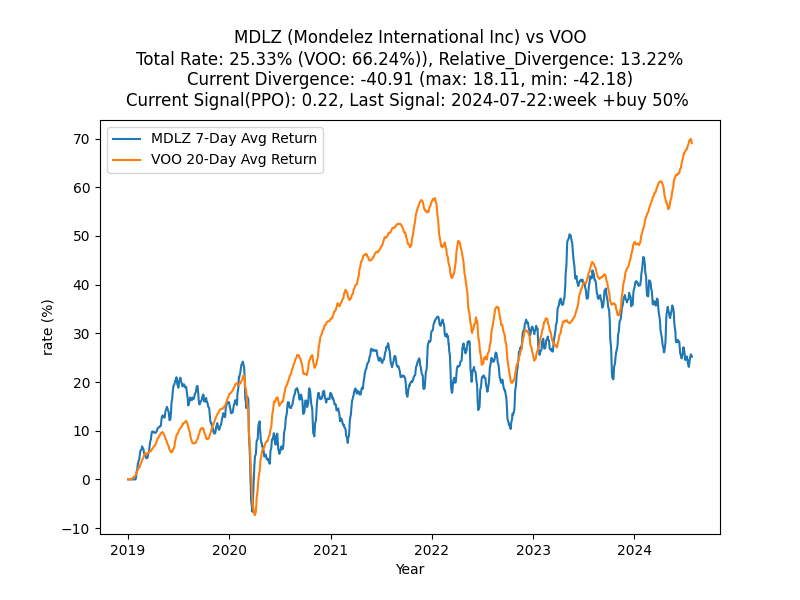 MDLZ (Mondelez International Inc) vs VOO
Total Rate: 25.33% (VOO: 66.24%)), Relative_Divergence: 13.22%
Current Divergence: -40.91 (max: 18.11, min: -42.18)
Current Signal(PPO): 0.22, Last Signal: 2024-07-22:week +buy 50%
MDLZ 7-Day Avg Return
VOO 20-Day Avg Return
70
60
50
40
30
20
10
0
−10
rate (%)
2019 2020 2021 2022 2023 2024
Year